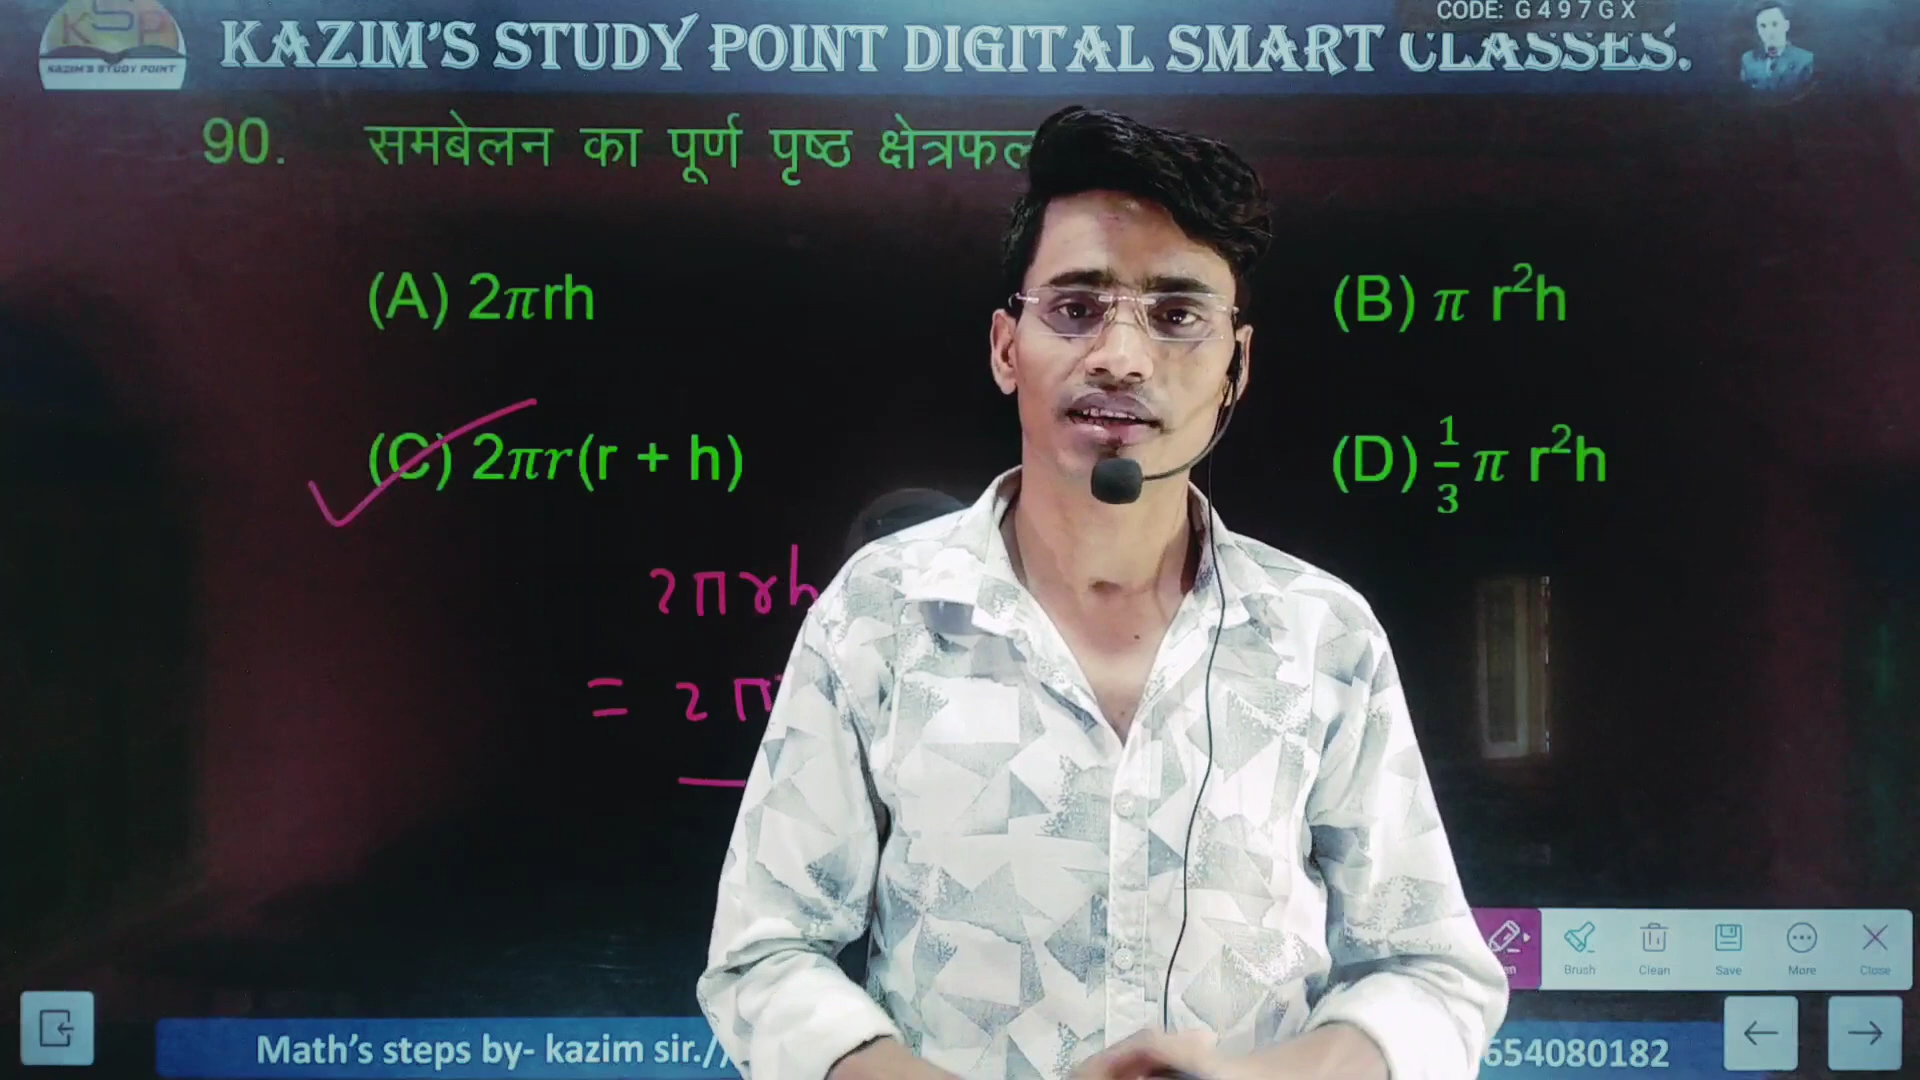 CODE: G497GX
KSP
KAZIM'S STUDY POINT
KAZIM'S STUDY POINT DIGITAL SMART CLASSES.
90. समबेलन का पूर्ण पृष्ठ
(A) 2πrh
(B) π r²h
(C) 2πr(r + h)
(D) 1/3 π r²h
2πrh
= 2π
Brush
Clean
Save
More
Close
Math's steps by- kazim sir.//
654080182